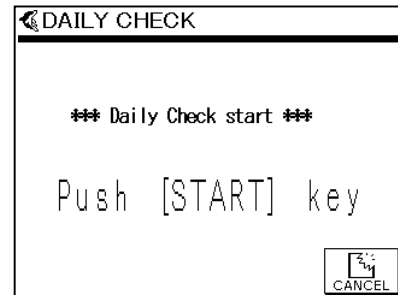 DAILY CHECK
*** Daily Check start ***
Push [START] key
CANCEL